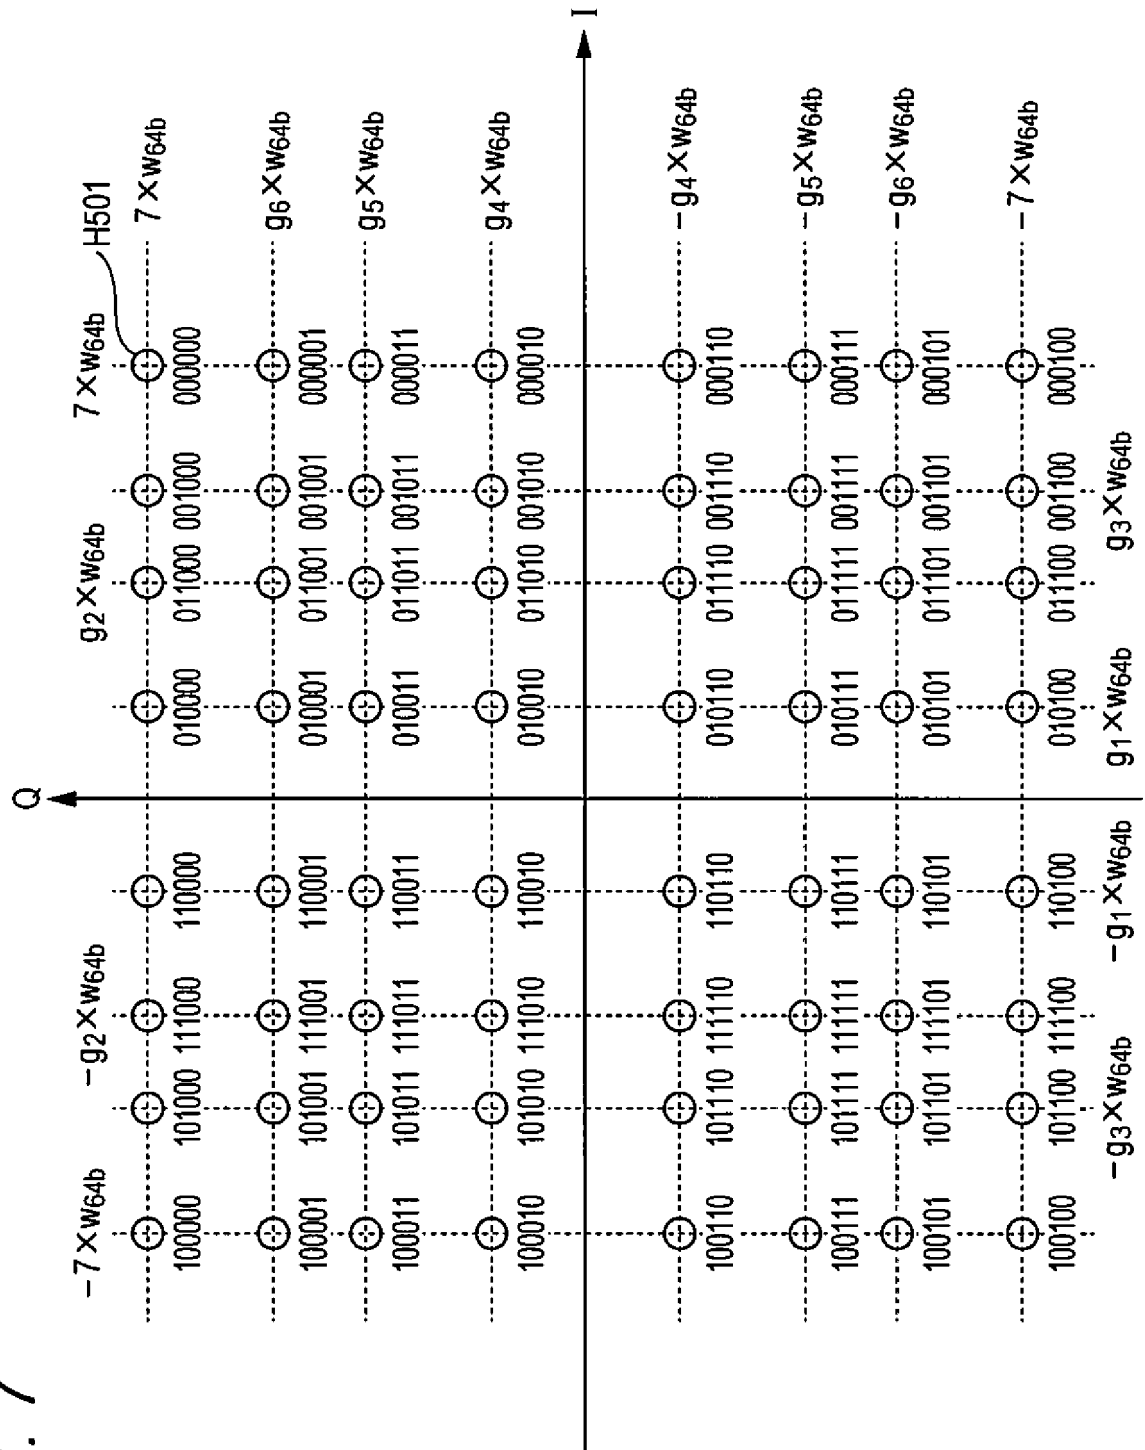 . 7
Q
−7×w64b −g2×w64b g2×w64b 7×w64b H501
7×w64b
100000 101000 111000 110000 010000 011000 001000 000000
g6×w64b
100001 101001 111001 110001 010001 011001 001001 000001
g5×w64b
100011 101011 111011 110011 010011 011011 001011 000011
g4×w64b
100010 101010 111010 110010 010010 011010 001010 000010
I
−g4×w64b
100110 101110 111110 110110 010110 011110 001110 000110
−g5×w64b
100111 101111 111111 110111 010111 011111 001111 000111
−g6×w64b
100101 101101 111101 110101 010101 011101 001101 000101
−7×w64b
100100 101100 111100 110100 010100 011100 001100 000100
−g3×w64b −g1×w64b g1×w64b g3×w64b